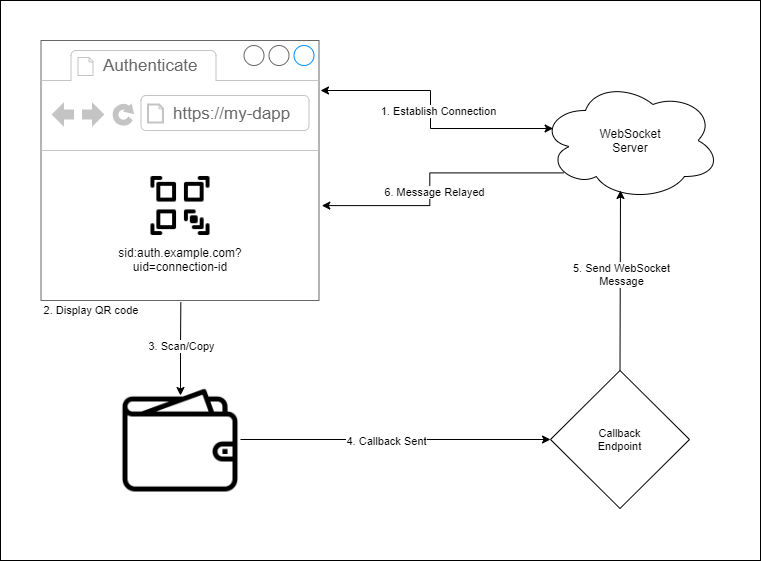 Authenticate
https://my-dapp
1. Establish Connection
WebSocket
Server
6. Message Relayed
sid:auth.example.com?
uid=connection-id
5. Send WebSocket
Message
2. Display QR code
3. Scan/Copy
4. Callback Sent
Callback
Endpoint